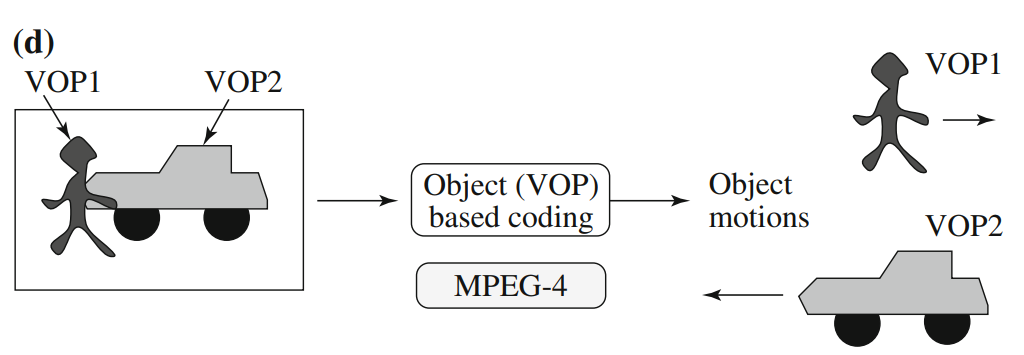 (d)
VOP1
VOP2
Object (VOP)
based coding
MPEG-4
Object
motions
VOP1
VOP2